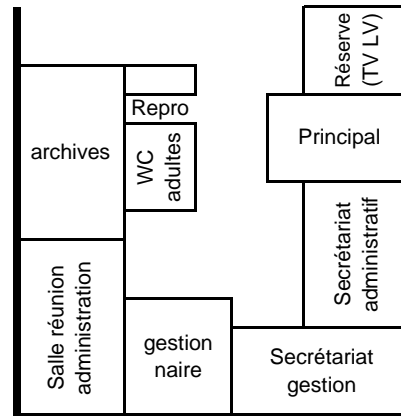 Réserve
(TV LV)
Repro
archives
WC
adultes
Principal
Secrétariat
administratif
Salle réunion
administration
gestion
naire
Secrétariat
gestion